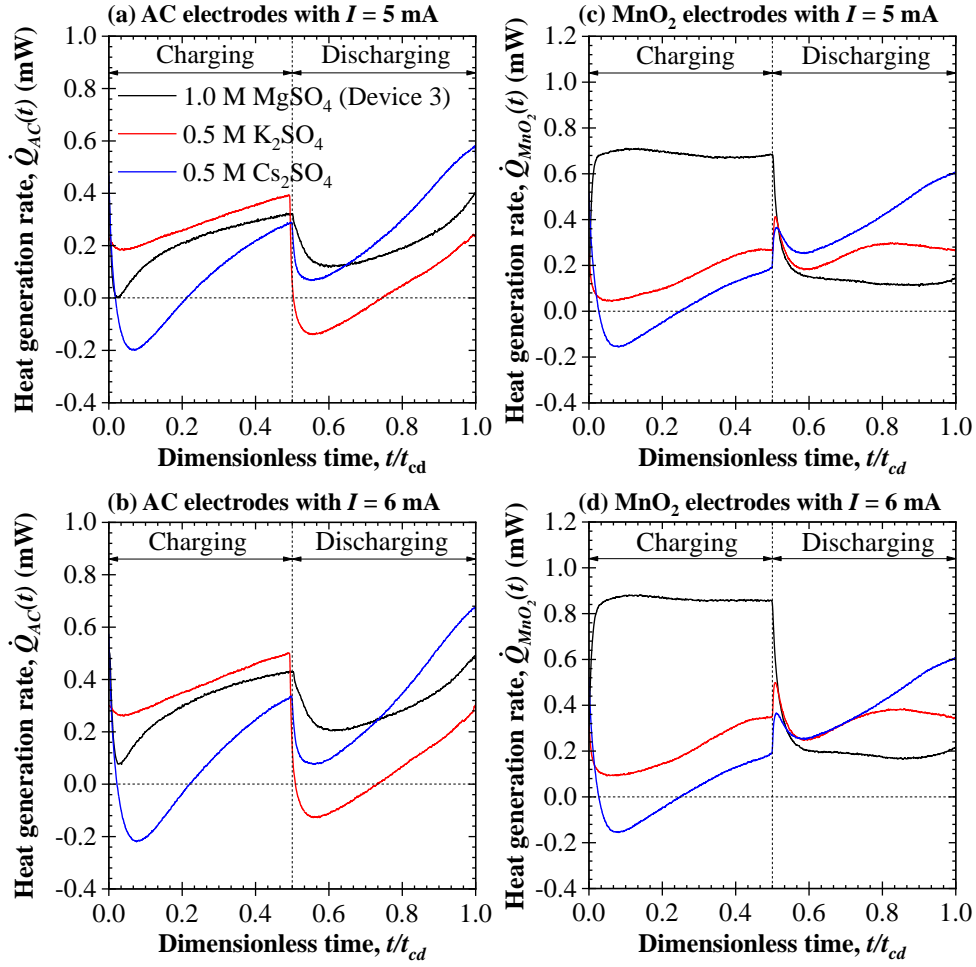 (a) AC electrodes with I = 5 mA
Heat generation rate, Q̇_AC(t) (mW)
1.0
0.8
0.6
0.4
0.2
0.0
-0.2
-0.4
Charging
Discharging
1.0 M MgSO₄ (Device 3)
0.5 M K₂SO₄
0.5 M Cs₂SO₄
0.0 0.2 0.4 0.6 0.8 1.0
Dimensionless time, t/t_cd
(c) MnO₂ electrodes with I = 5 mA
Heat generation rate, Q̇_MnO₂(t) (mW)
1.2
1.0
0.8
0.6
0.4
0.2
0.0
-0.2
-0.4
Charging
Discharging
0.0 0.2 0.4 0.6 0.8 1.0
Dimensionless time, t/t_cd
(b) AC electrodes with I = 6 mA
Heat generation rate, Q̇_AC(t) (mW)
1.0
0.8
0.6
0.4
0.2
0.0
-0.2
-0.4
Charging
Discharging
0.0 0.2 0.4 0.6 0.8 1.0
Dimensionless time, t/t_cd
(d) MnO₂ electrodes with I = 6 mA
Heat generation rate, Q̇_MnO₂(t) (mW)
1.2
1.0
0.8
0.6
0.4
0.2
0.0
-0.2
-0.4
Charging
Discharging
0.0 0.2 0.4 0.6 0.8 1.0
Dimensionless time, t/t_cd